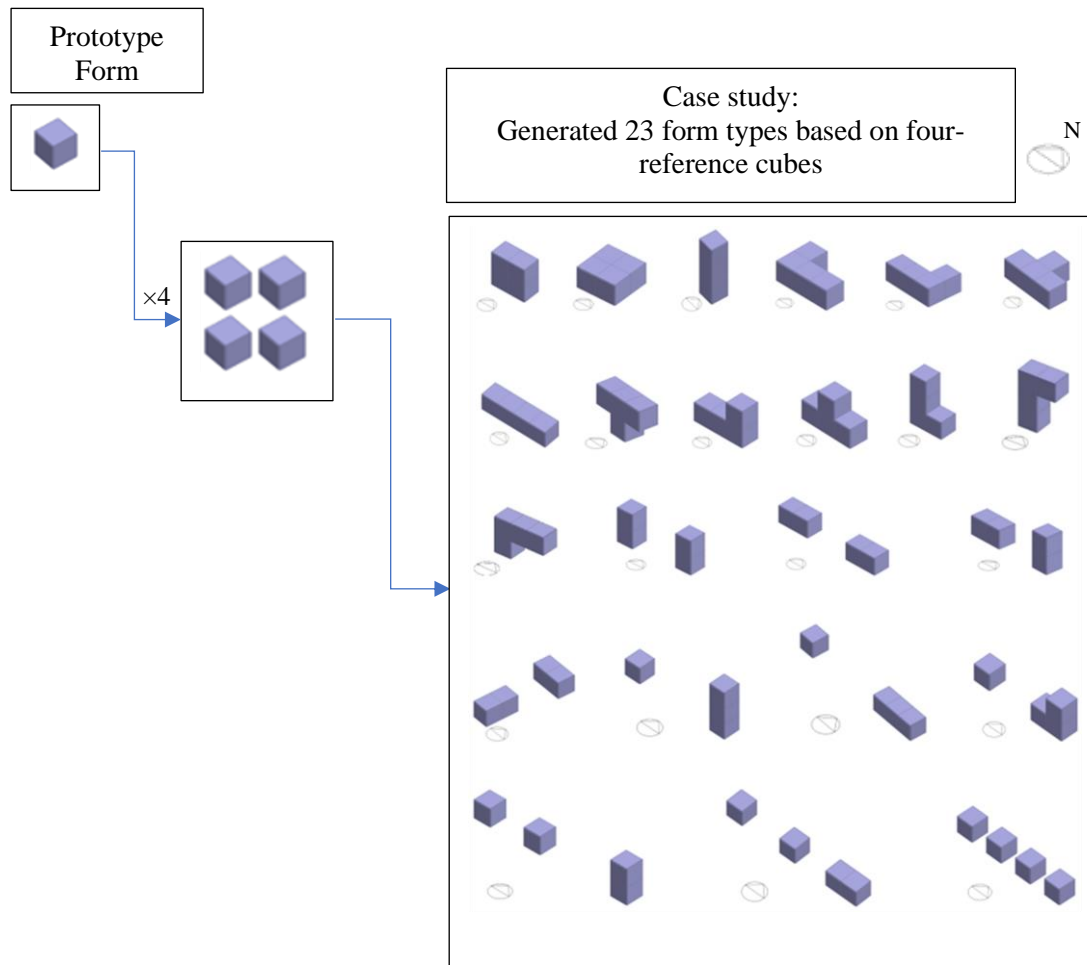 Prototype
Form
Case study:
Generated 23 form types based on four-
reference cubes
N
×4